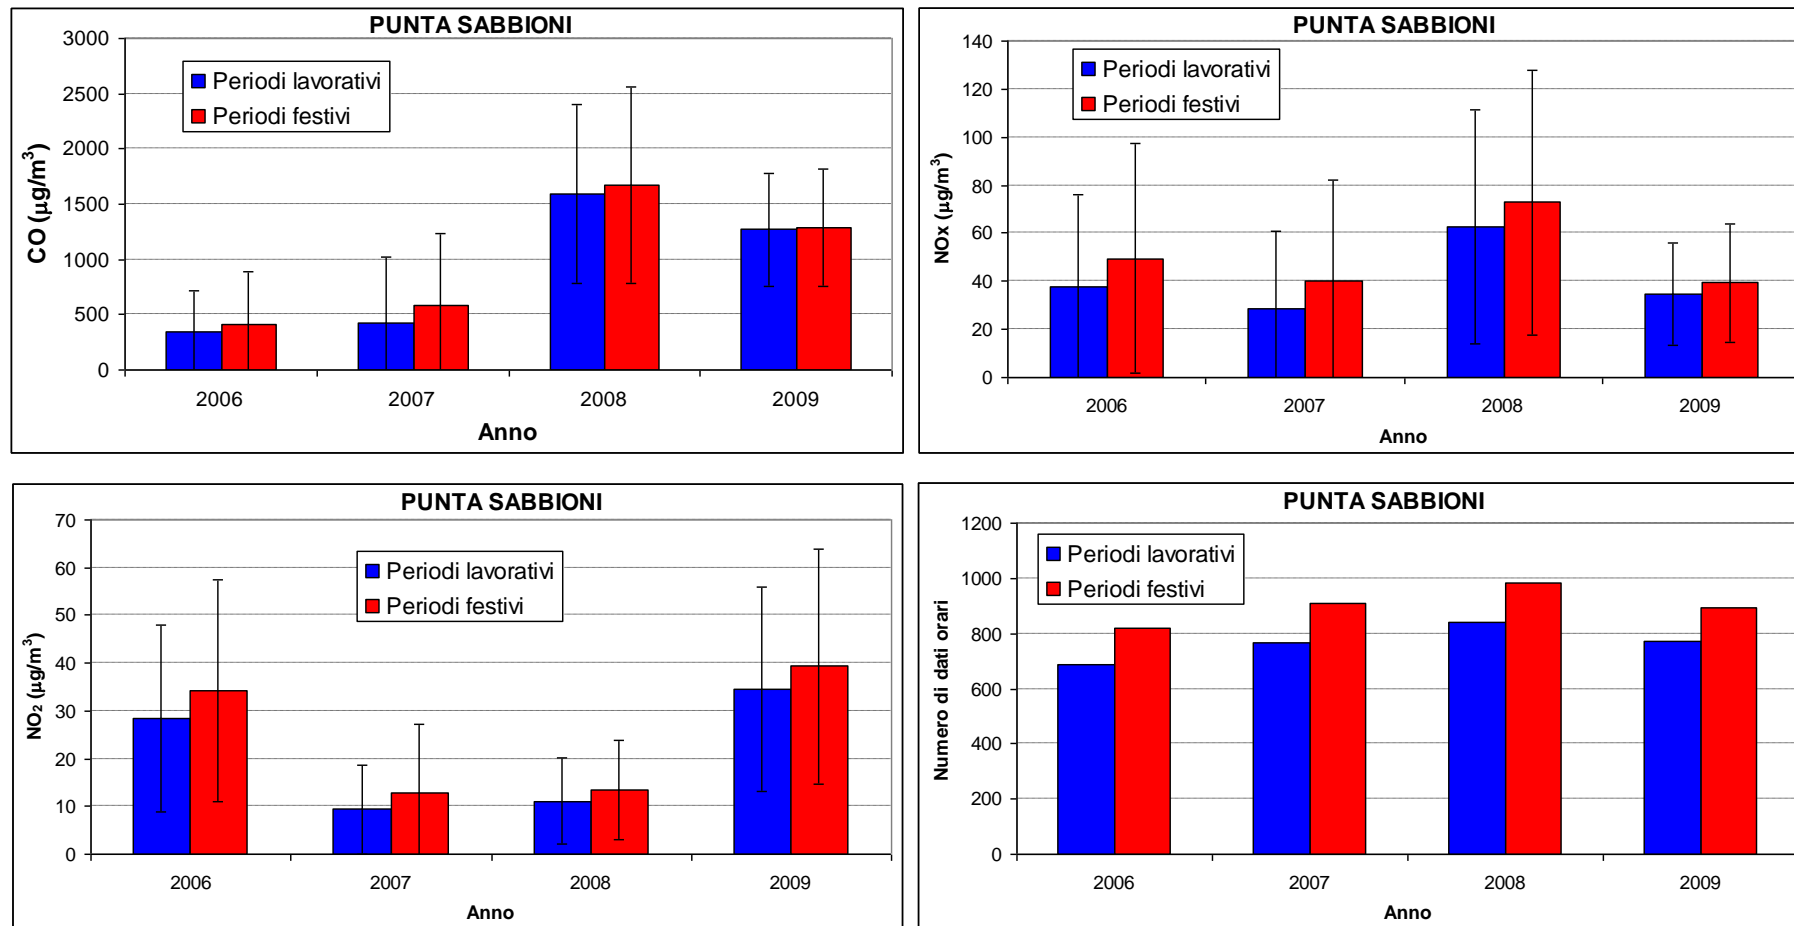 PUNTA SABBIONI
3000
2500
2000
1500
1000
500
0
CO (µg/m³)
Periodi lavorativi
Periodi festivi
2006 2007 2008 2009
Anno
PUNTA SABBIONI
140
120
100
80
60
40
20
0
NOx (µg/m³)
Periodi lavorativi
Periodi festivi
2006 2007 2008 2009
Anno
PUNTA SABBIONI
70
60
50
40
30
20
10
0
NO₂ (µg/m³)
Periodi lavorativi
Periodi festivi
2006 2007 2008 2009
Anno
PUNTA SABBIONI
1200
1000
800
600
400
200
0
Numero di dati orari
Periodi lavorativi
Periodi festivi
2006 2007 2008 2009
Anno